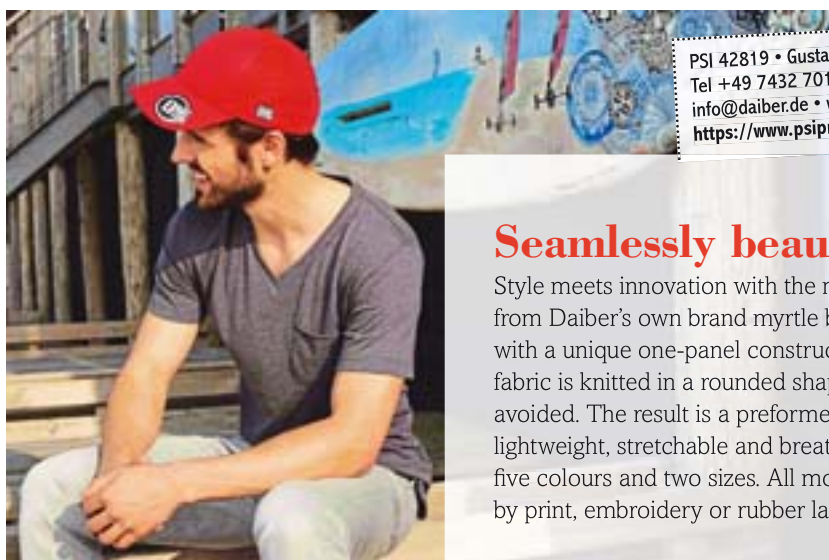 PSI 42819 • Gusta
Tel +49 7432 701
info@daiber.de •
https://www.psipr
Seamlessly beau
Style meets innovation with the
from Daiber’s own brand myrtle b
with a unique one-panel construc
fabric is knitted in a rounded shap
avoided. The result is a preforme
lightweight, stretchable and breat
five colours and two sizes. All mo
by print, embroidery or rubber la